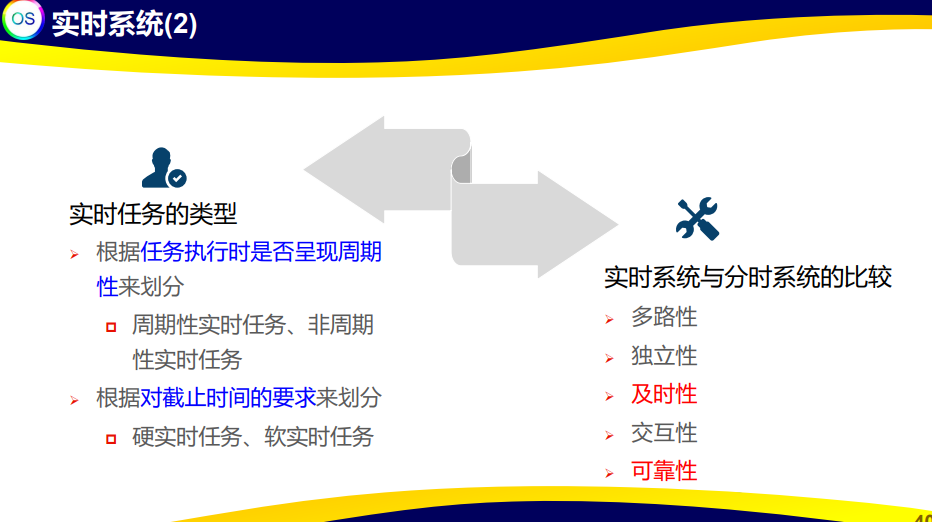 OS
实时系统(2)
实时任务的类型
根据任务执行时是否呈现周期
性来划分
周期性实时任务、非周期
性实时任务
根据对截止时间的要求来划分
硬实时任务、软实时任务
实时系统与分时系统的比较
多路性
独立性
及时性
交互性
可靠性